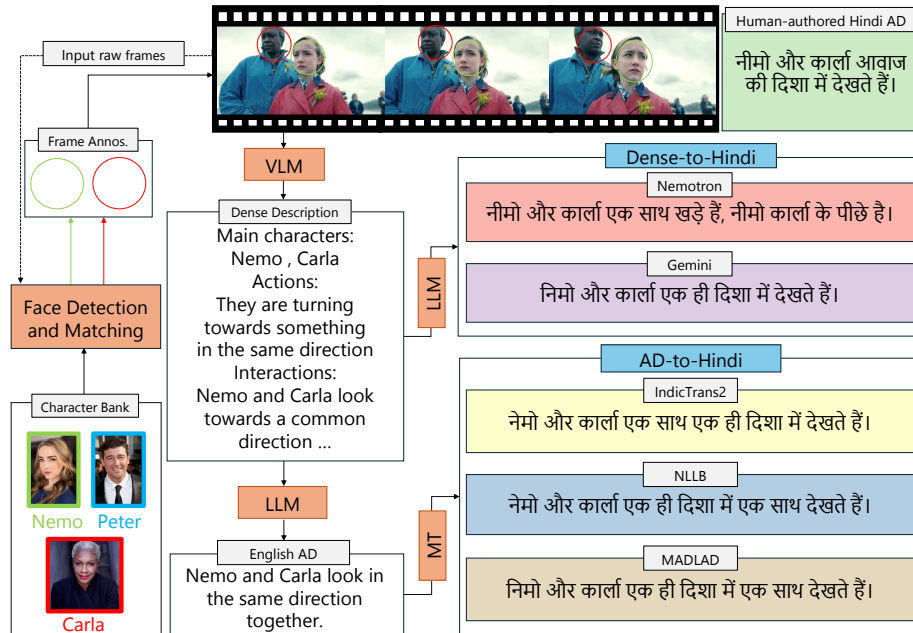 Input raw frames
Human-authored Hindi AD
नीमो और कार्ला आवाज
की दिशा में देखते हैं।
Frame Annos.
VLM
Dense Description
Main characters:
Nemo , Carla
Actions:
They are turning
towards something
in the same direction
Interactions:
Nemo and Carla look
towards a common
direction ...
LLM
Dense-to-Hindi
Nemotron
नीमो और कार्ला एक साथ खड़े हैं, नीमो कार्ला के पीछे है।
Gemini
निमो और कार्ला एक ही दिशा में देखते हैं।
Face Detection
and Matching
Character Bank
Nemo
Peter
Carla
LLM
English AD
Nemo and Carla look in
the same direction
together.
MT
AD-to-Hindi
IndicTrans2
नेमो और कार्ला एक साथ एक ही दिशा में देखते हैं।
NLLB
नेमो और कार्ला एक ही दिशा में एक साथ देखते हैं।
MADLAD
निमो और कार्ला एक ही दिशा में एक साथ देखते हैं।